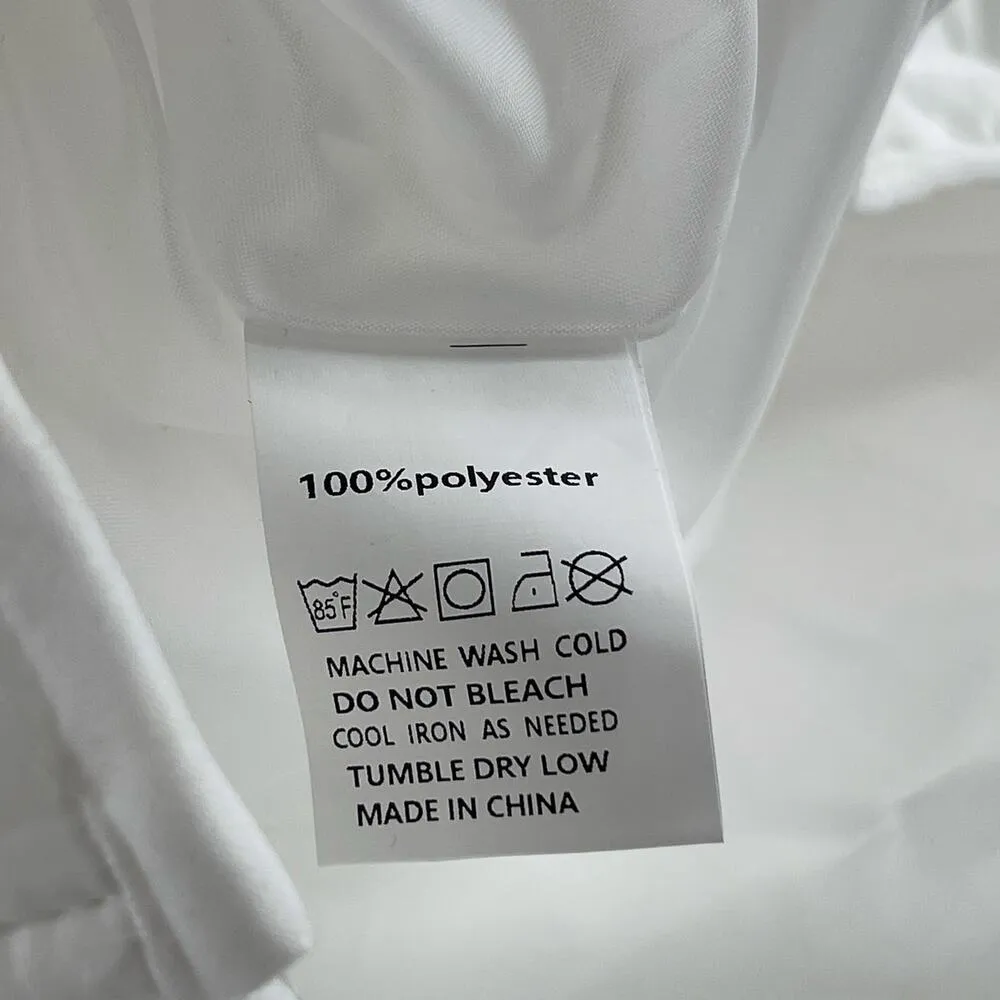 100%polyester
85°F
MACHINE WASH COLD
DO NOT BLEACH
COOL IRON AS NEEDED
TUMBLE DRY LOW
MADE IN CHINA